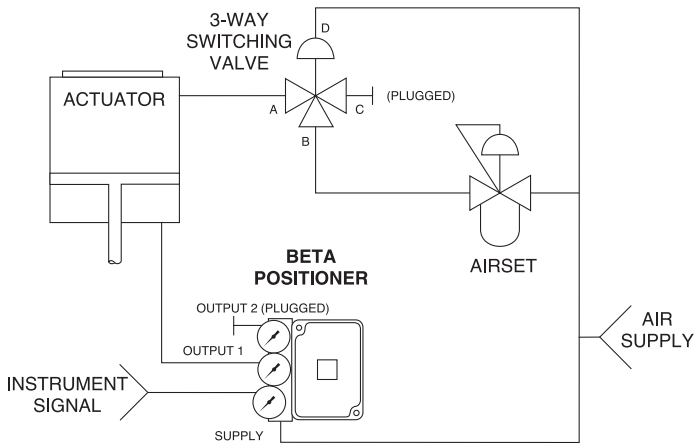 3-WAY
SWITCHING
VALVE
D
ACTUATOR
A
C
(PLUGGED)
B
AIRSET
BETA
POSITIONER
OUTPUT 2 (PLUGGED)
OUTPUT 1
AIR
SUPPLY
INSTRUMENT
SIGNAL
SUPPLY